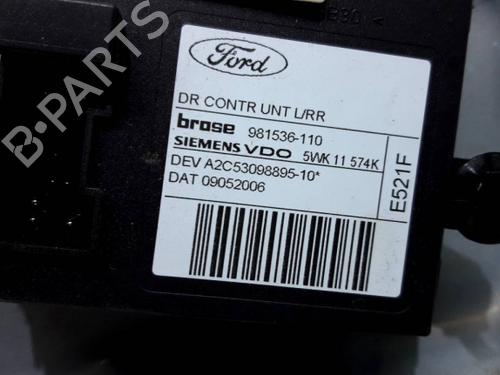 Ford
DR CONTR UNT L/RR
brose 981536-110
SIEMENS VDO 5WK 11 574K
DEV A2C53098895-10*
DAT 09052006
E521F